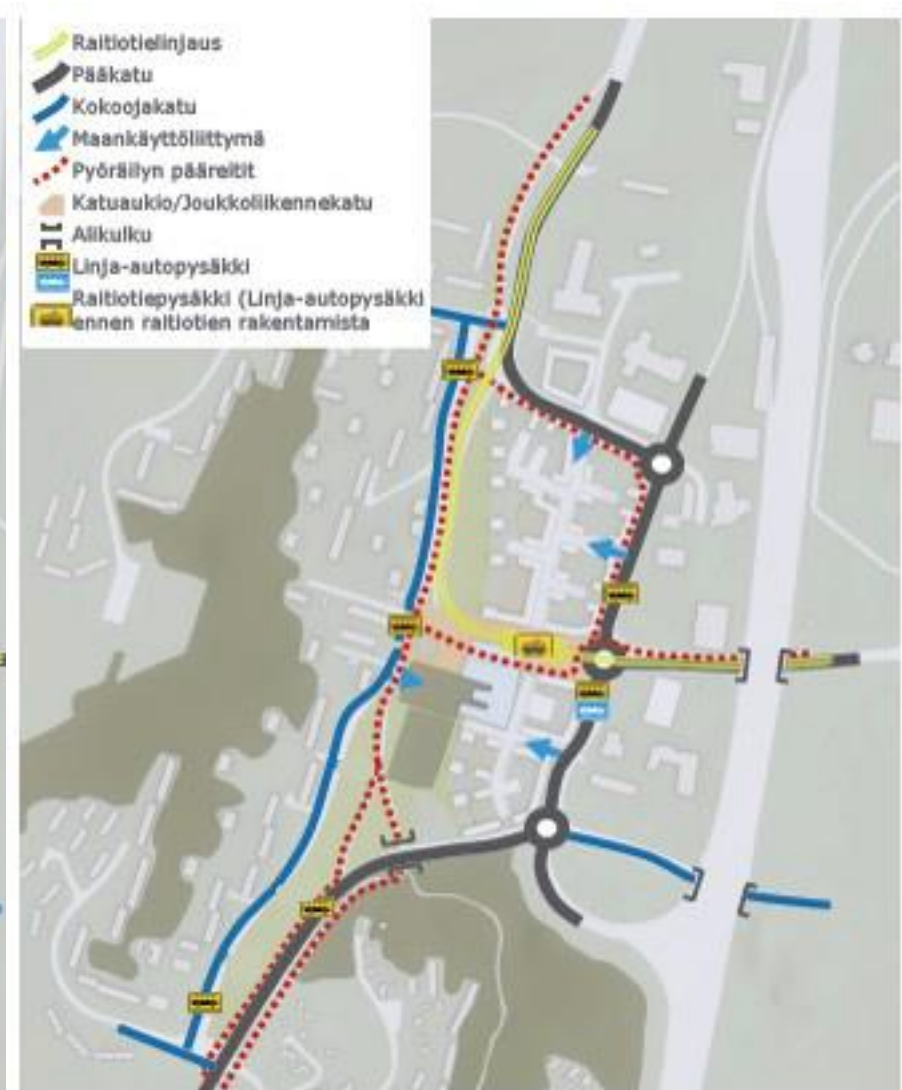 Raitiotielinjaus
Pääkatu
Kokoojakatu
Maankäyttöliittymä
Pyöräilyn pääreitit
Katuaukio/Joukkoliikennekatu
Alikulku
Linja-autopysäkki
Raitiotiepysäkki (Linja-autopysäkki
ennen raitiotien rakentamista